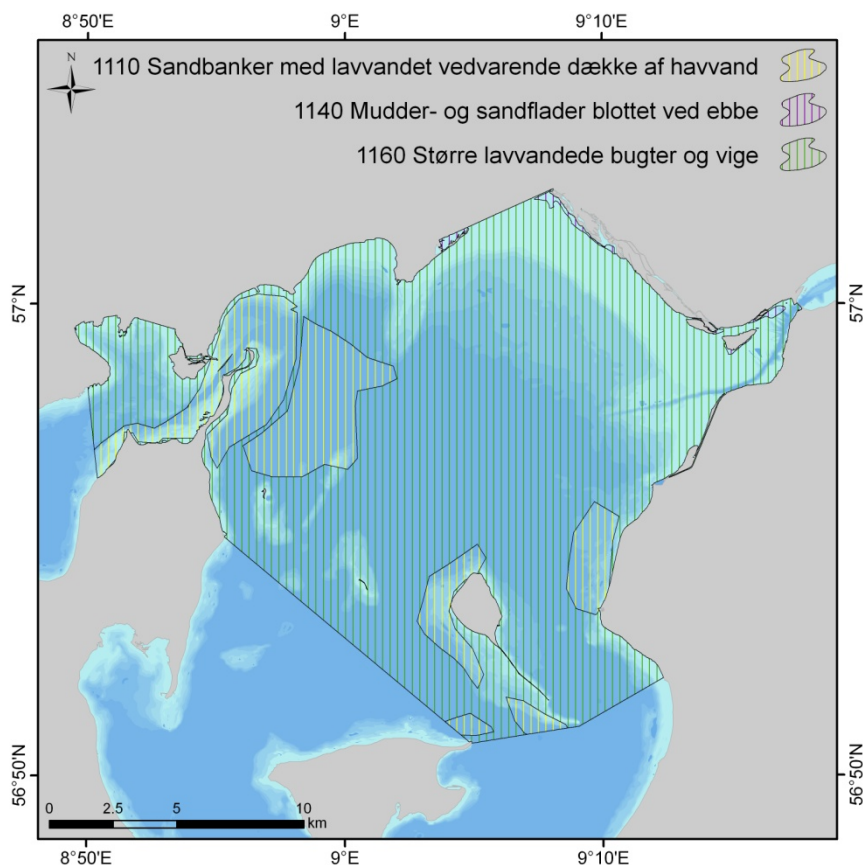 8°50'E 9°E 9°10'E
N
1110 Sandbanker med lavvandet vedvarende dække af havvand
1140 Mudder- og sandflader blottet ved ebbe
1160 Større lavvandede bugter og vige
57°N 57°N
56°50'N 56°50'N
0 2.5 5 10
km
8°50'E 9°E 9°10'E